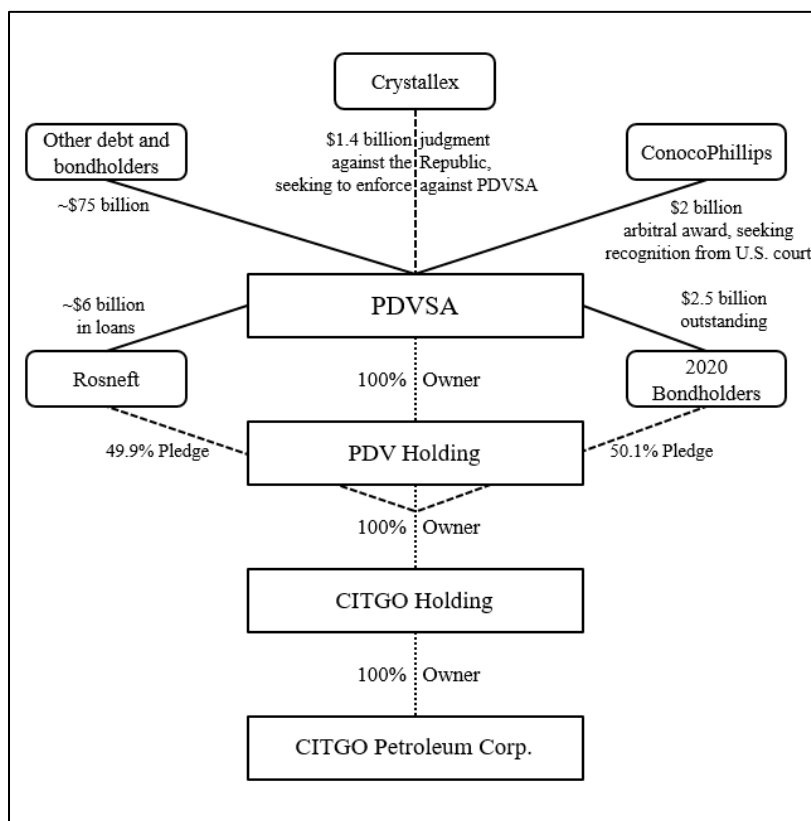 Crystallex
Other debt and
bondholders
$1.4 billion judgment
against the Republic,
seeking to enforce against PDVSA
ConocoPhillips
~$75 billion
$2 billion
arbitral award, seeking
recognition from U.S. court
~$6 billion
in loans
PDVSA
$2.5 billion
outstanding
Rosneft
100% Owner
2020
Bondholders
49.9% Pledge
PDV Holding
50.1% Pledge
100% Owner
CITGO Holding
100% Owner
CITGO Petroleum Corp.